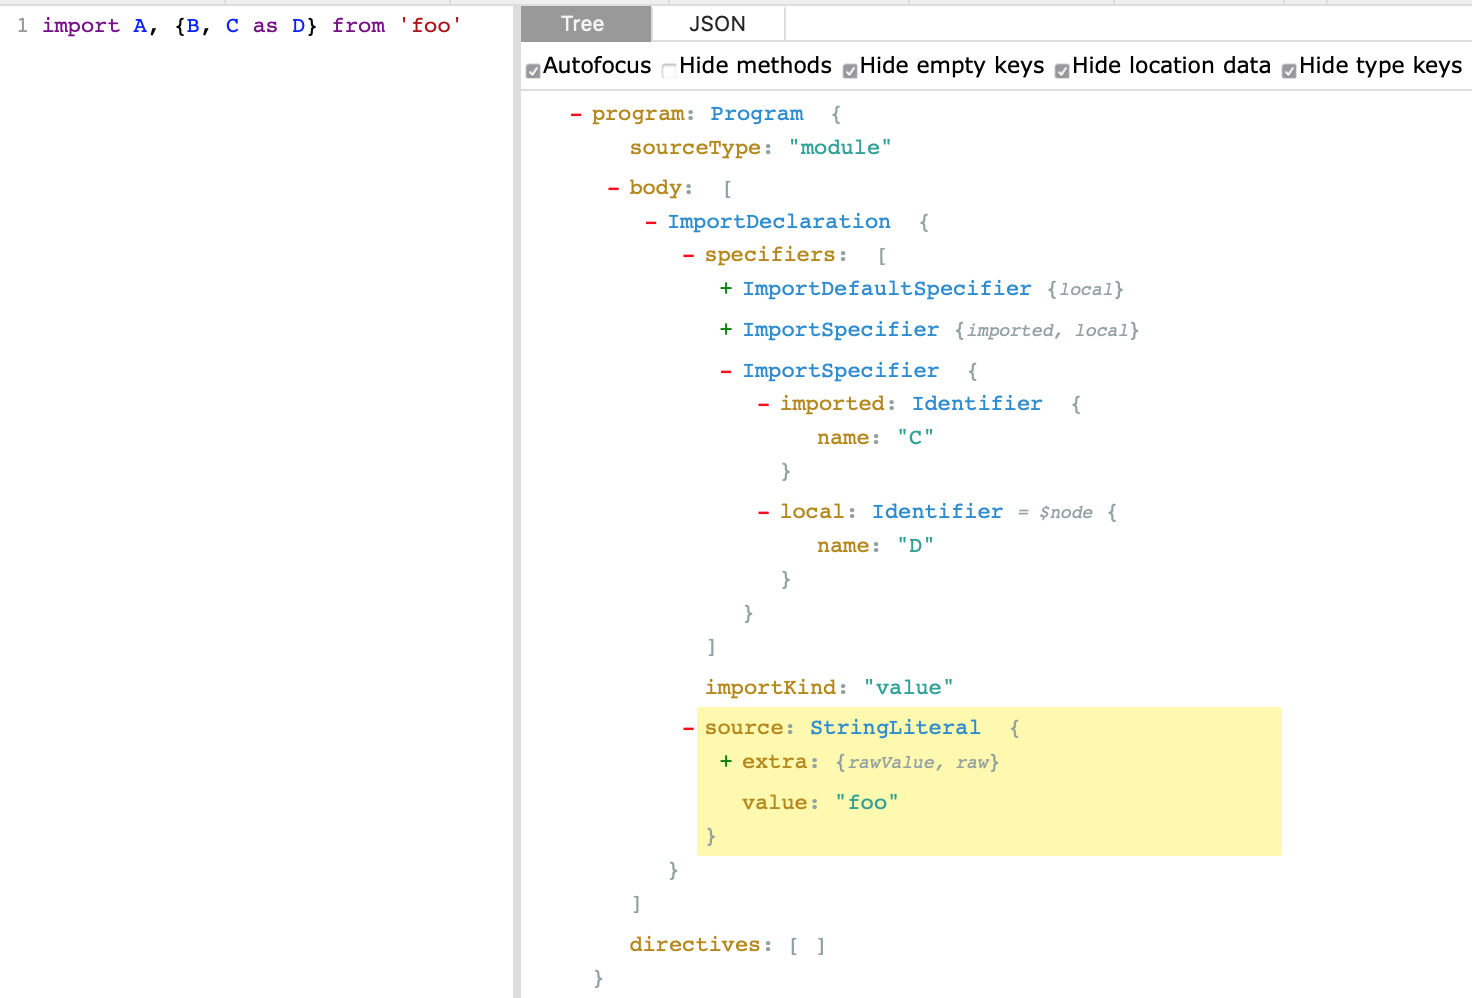 1 import A, {B, C as D} from 'foo'
Tree JSON
Autofocus Hide methods Hide empty keys Hide location data Hide type keys
- program: Program {
sourceType: "module"
- body: [
- ImportDeclaration {
- specifiers: [
+ ImportDefaultSpecifier {local}
+ ImportSpecifier {imported, local}
- ImportSpecifier {
- imported: Identifier {
name: "C"
}
- local: Identifier = $node {
name: "D"
}
}
]
importKind: "value"
- source: StringLiteral {
+ extra: {rawValue, raw}
value: "foo"
}
}
]
directives: [ ]
}